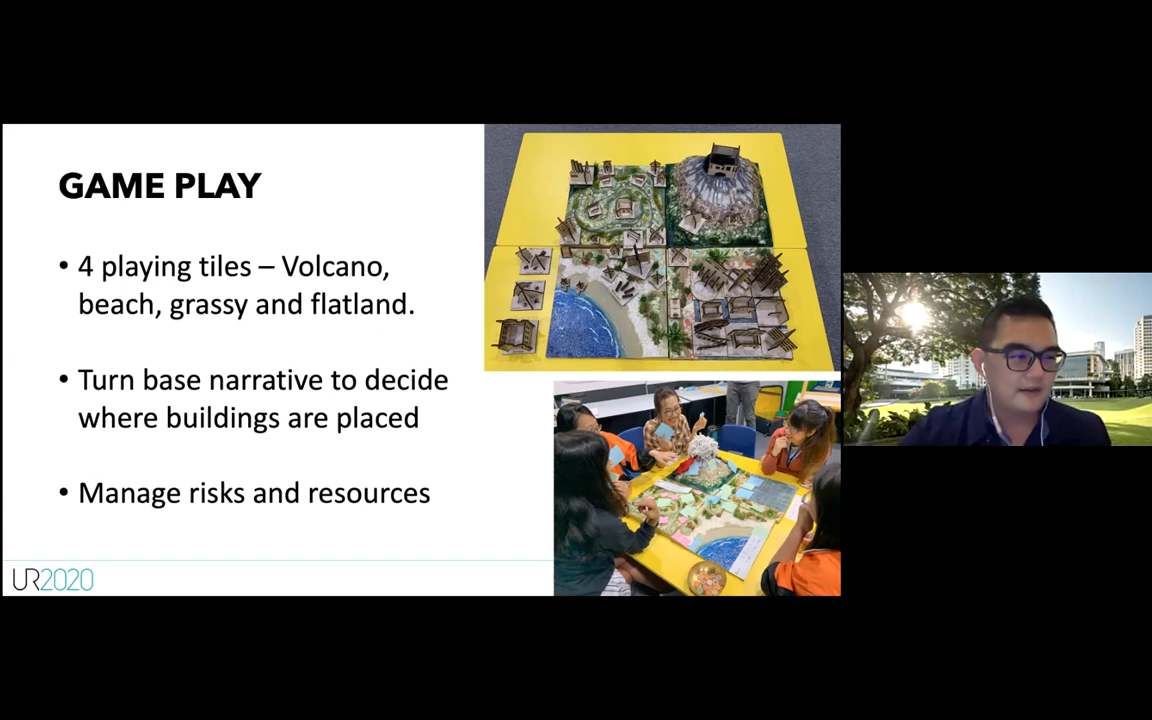 GAME PLAY
• 4 playing tiles – Volcano,
beach, grassy and flatland.
• Turn base narrative to decide
where buildings are placed
• Manage risks and resources
UR2020